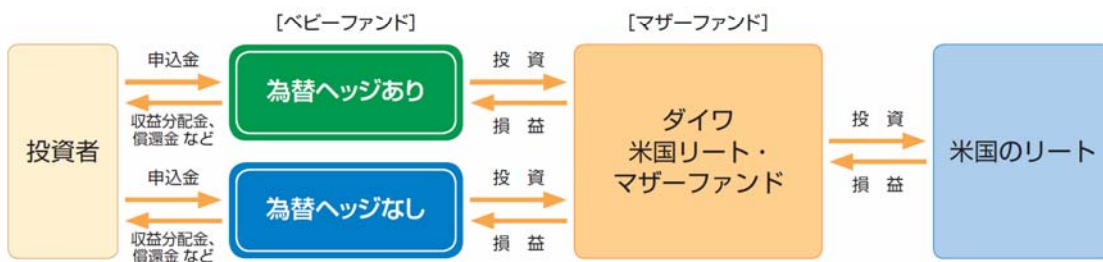 [ベビーファンド]
[マザーファンド]
投資者
申込金
収益分配金、
償還金 など
為替ヘッジあり
投 資
損 益
申込金
収益分配金、
償還金 など
為替ヘッジなし
投 資
損 益
ダイワ
米国リート・
マザーファンド
投 資
損 益
米国のリート